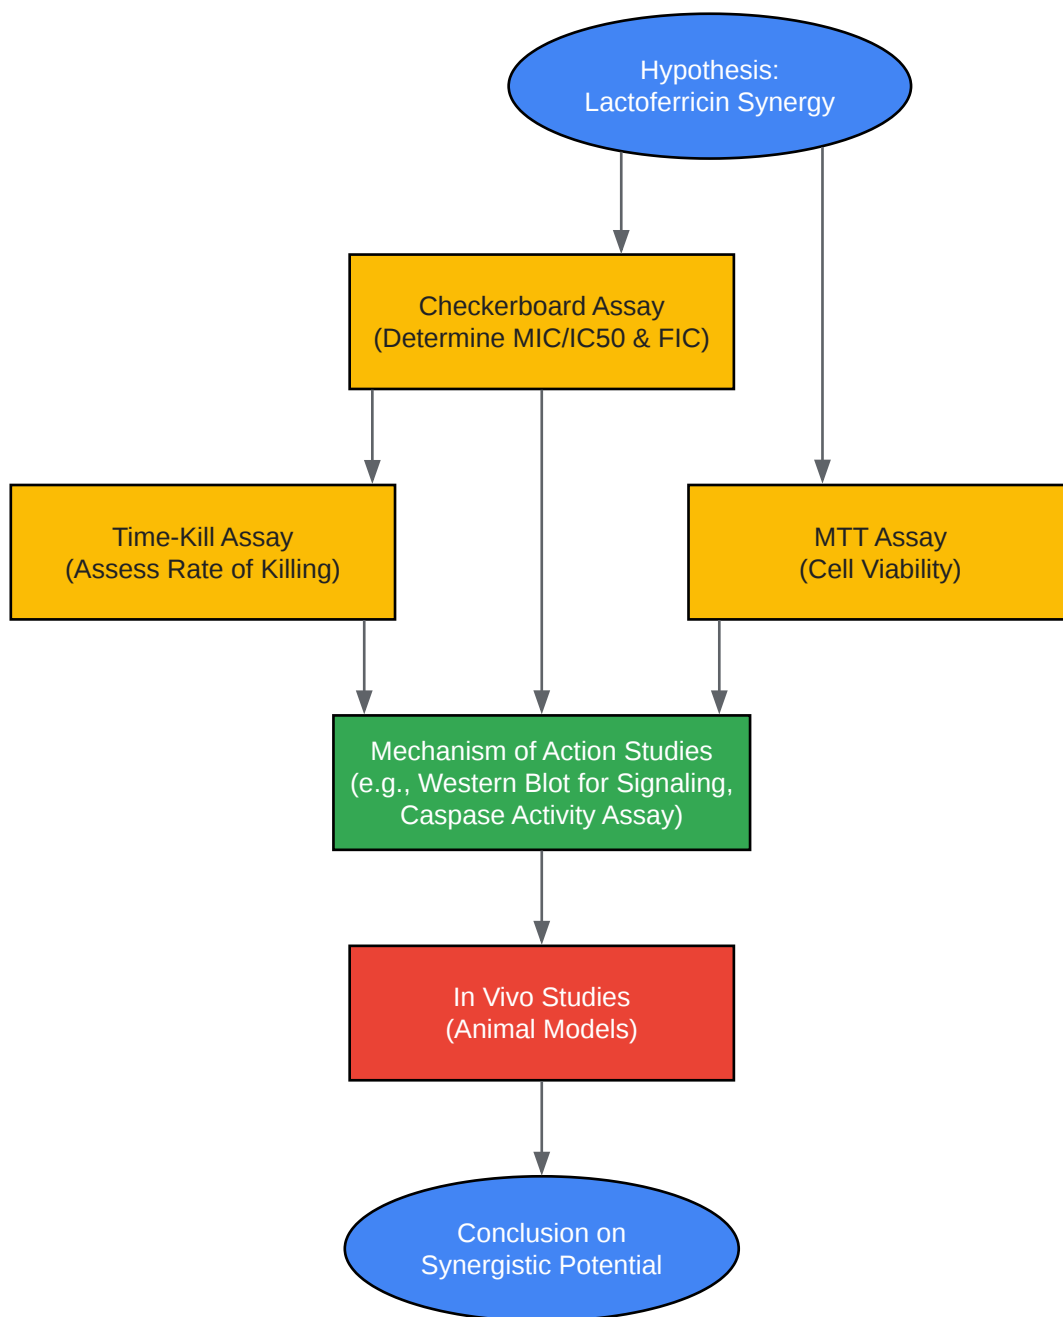 Hypothesis:
Lactoferricin Synergy
Checkerboard Assay
(Determine MIC/IC50 & FIC)
Time-Kill Assay
(Assess Rate of Killing)
MTT Assay
(Cell Viability)
Mechanism of Action Studies
(e.g., Western Blot for Signaling,
Caspase Activity Assay)
In Vivo Studies
(Animal Models)
Conclusion on
Synergistic Potential